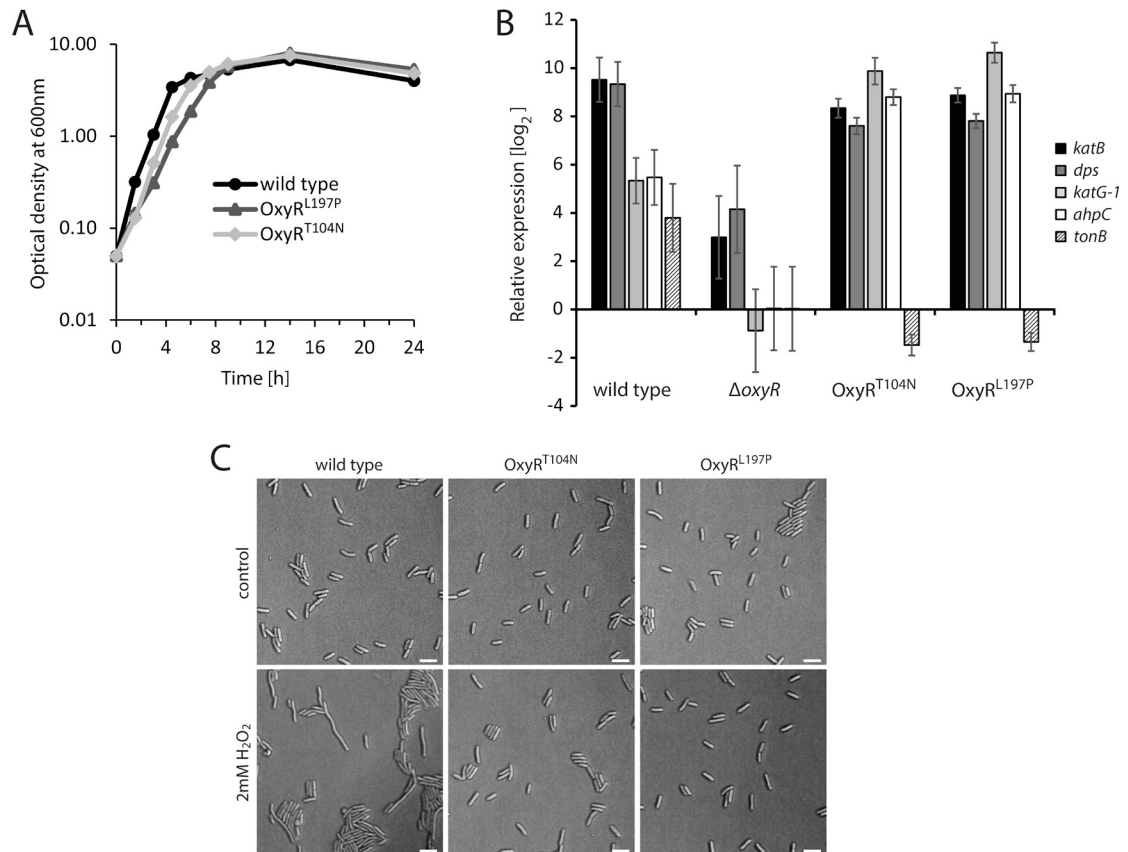 A
10.00
1.00
0.10
0.01
Optical density at 600nm
0 4 8 12 16 20 24
Time [h]
wild type
OxyR^L197P
OxyR^T104N
B
12
10
8
6
4
2
0
-2
-4
Relative expression [log₂]
wild type ΔoxyR OxyR^T104N OxyR^L197P
katB
dps
katG-1
ahpC
tonB
C
wild type OxyR^T104N OxyR^L197P
control
2mM H₂O₂